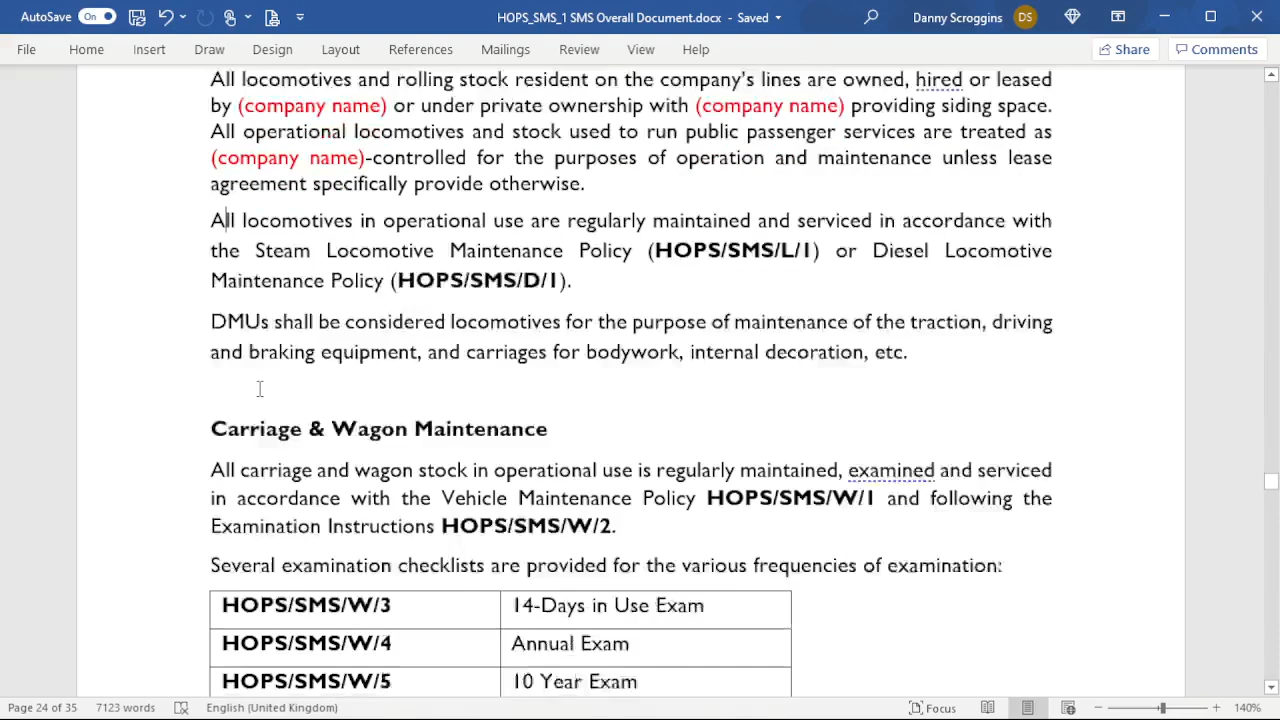 AutoSave On HOPS_SMS_1 SMS Overall Document.docx - Saved Danny Scroggins DS
File Home Insert Draw Design Layout References Mailings Review View Help Share Comments
All locomotives and rolling stock resident on the company's lines are owned, hired or leased
by (company name) or under private ownership with (company name) providing siding space.
All operational locomotives and stock used to run public passenger services are treated as
(company name)-controlled for the purposes of operation and maintenance unless lease
agreement specifically provide otherwise.
All locomotives in operational use are regularly maintained and serviced in accordance with
the Steam Locomotive Maintenance Policy (HOPS/SMS/L/1) or Diesel Locomotive
Maintenance Policy (HOPS/SMS/D/1).
DMUs shall be considered locomotives for the purpose of maintenance of the traction, driving
and braking equipment, and carriages for bodywork, internal decoration, etc.
Carriage & Wagon Maintenance
All carriage and wagon stock in operational use is regularly maintained, examined and serviced
in accordance with the Vehicle Maintenance Policy HOPS/SMS/W/1 and following the
Examination Instructions HOPS/SMS/W/2.
Several examination checklists are provided for the various frequencies of examination:
HOPS/SMS/W/3 14-Days in Use Exam
HOPS/SMS/W/4 Annual Exam
HOPS/SMS/W/5 10 Year Exam
Page 24 of 35 7123 words English (United Kingdom) Focus 140%